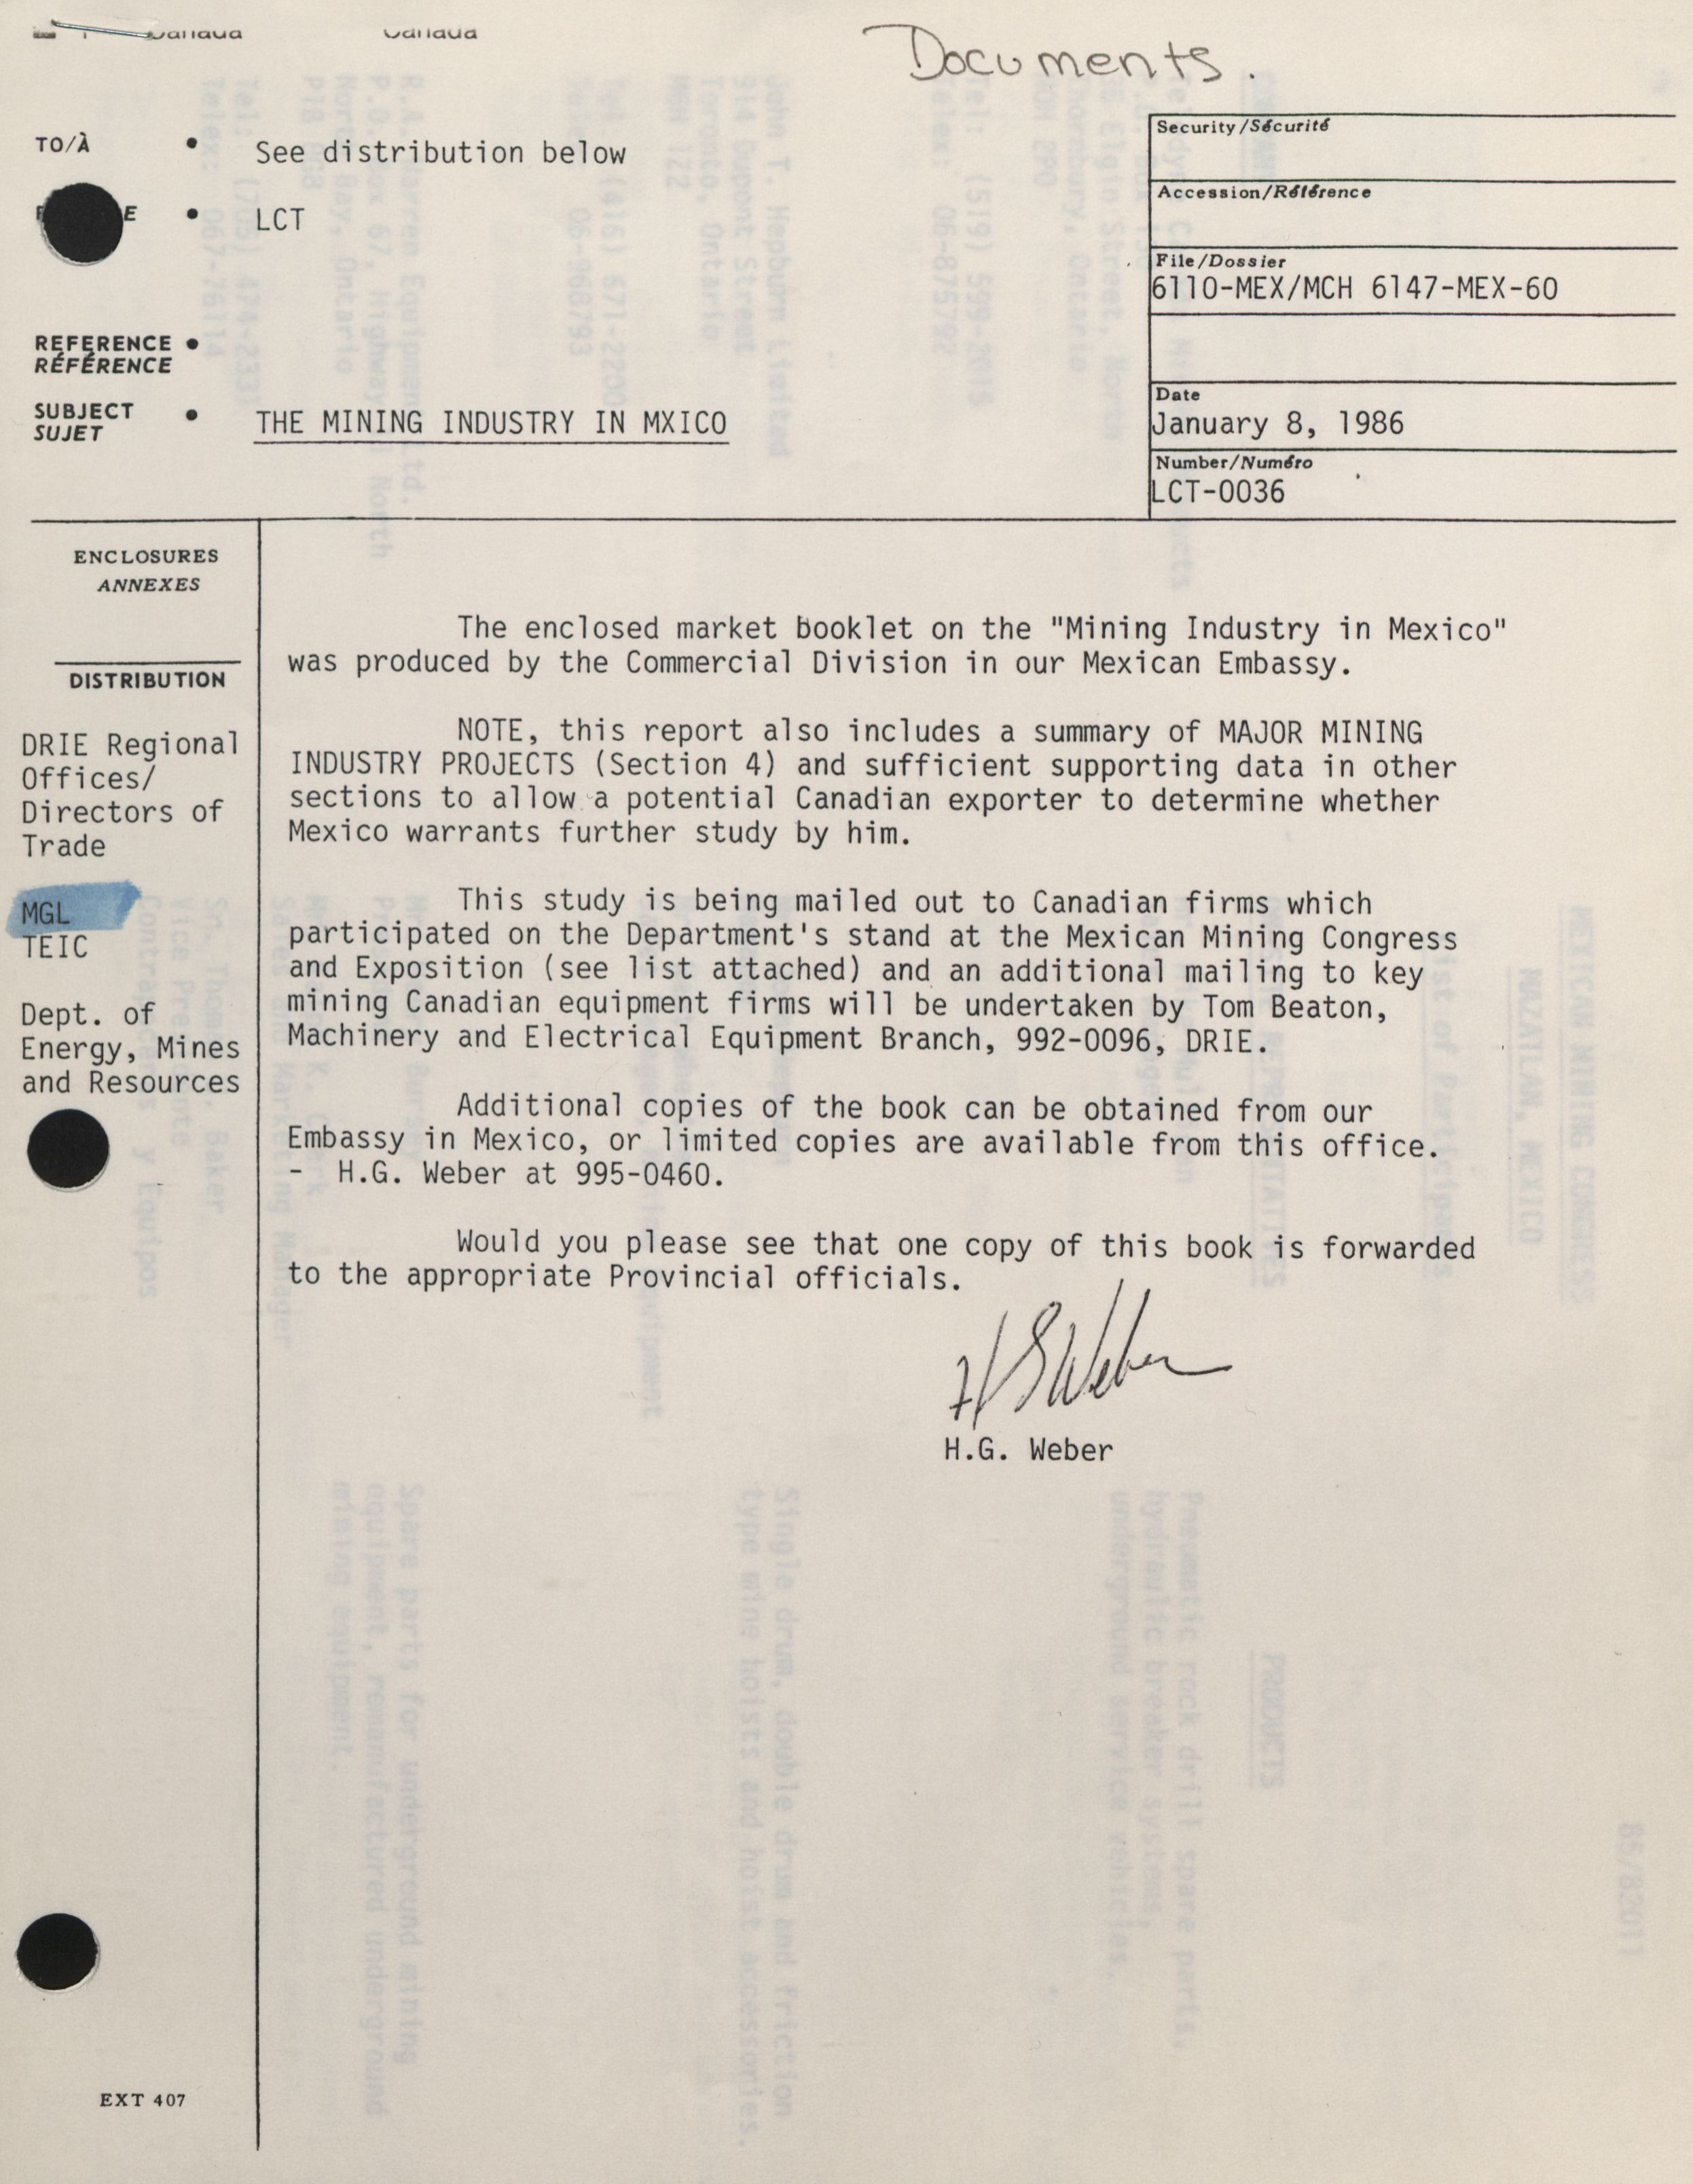 Canada Canada
Documents.
TO/À • See distribution below
• LCT
REFERENCE •
RÉFÉRENCE
SUBJECT •
SUJET
THE MINING INDUSTRY IN MXICO
Security/Sécurité
Accession/Référence
File/Dossier
6110-MEX/MCH 6147-MEX-60
Date
January 8, 1986
Number/Numéro
LCT-0036
ENCLOSURES
ANNEXES
DISTRIBUTION
DRIE Regional
Offices/
Directors of
Trade
MGL
TEIC
Dept. of
Energy, Mines
and Resources
The enclosed market booklet on the "Mining Industry in Mexico"
was produced by the Commercial Division in our Mexican Embassy.
NOTE, this report also includes a summary of MAJOR MINING
INDUSTRY PROJECTS (Section 4) and sufficient supporting data in other
sections to allow a potential Canadian exporter to determine whether
Mexico warrants further study by him.
This study is being mailed out to Canadian firms which
participated on the Department's stand at the Mexican Mining Congress
and Exposition (see list attached) and an additional mailing to key
mining Canadian equipment firms will be undertaken by Tom Beaton,
Machinery and Electrical Equipment Branch, 992-0096, DRIE.
Additional copies of the book can be obtained from our
Embassy in Mexico, or limited copies are available from this office.
- H.G. Weber at 995-0460.
Would you please see that one copy of this book is forwarded
to the appropriate Provincial officials.
HG Weber
H.G. Weber
EXT 407